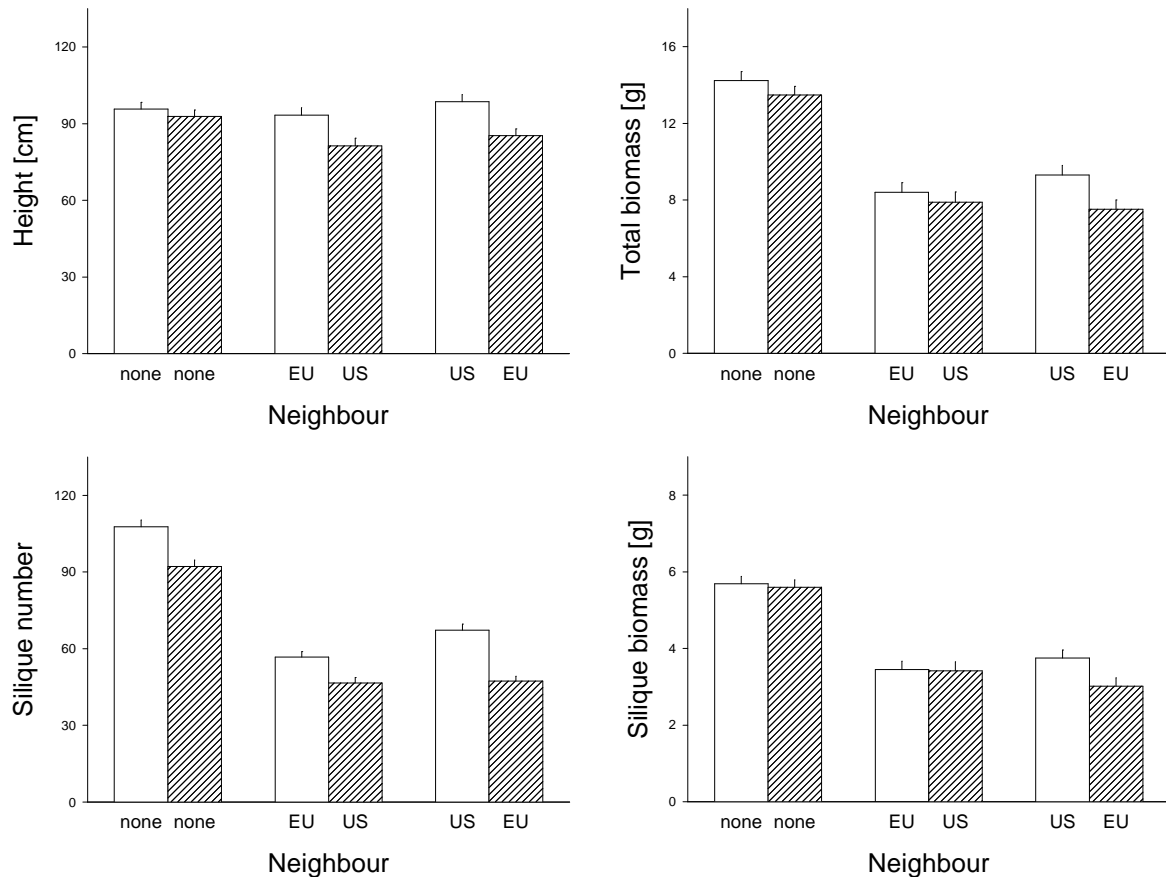 Height [cm]
120
90
60
30
0
none none EU US US EU
Neighbour
Total biomass [g]
16
12
8
4
0
none none EU US US EU
Neighbour
Silique number
120
90
60
30
0
none none EU US US EU
Neighbour
Silique biomass [g]
8
6
4
2
0
none none EU US US EU
Neighbour